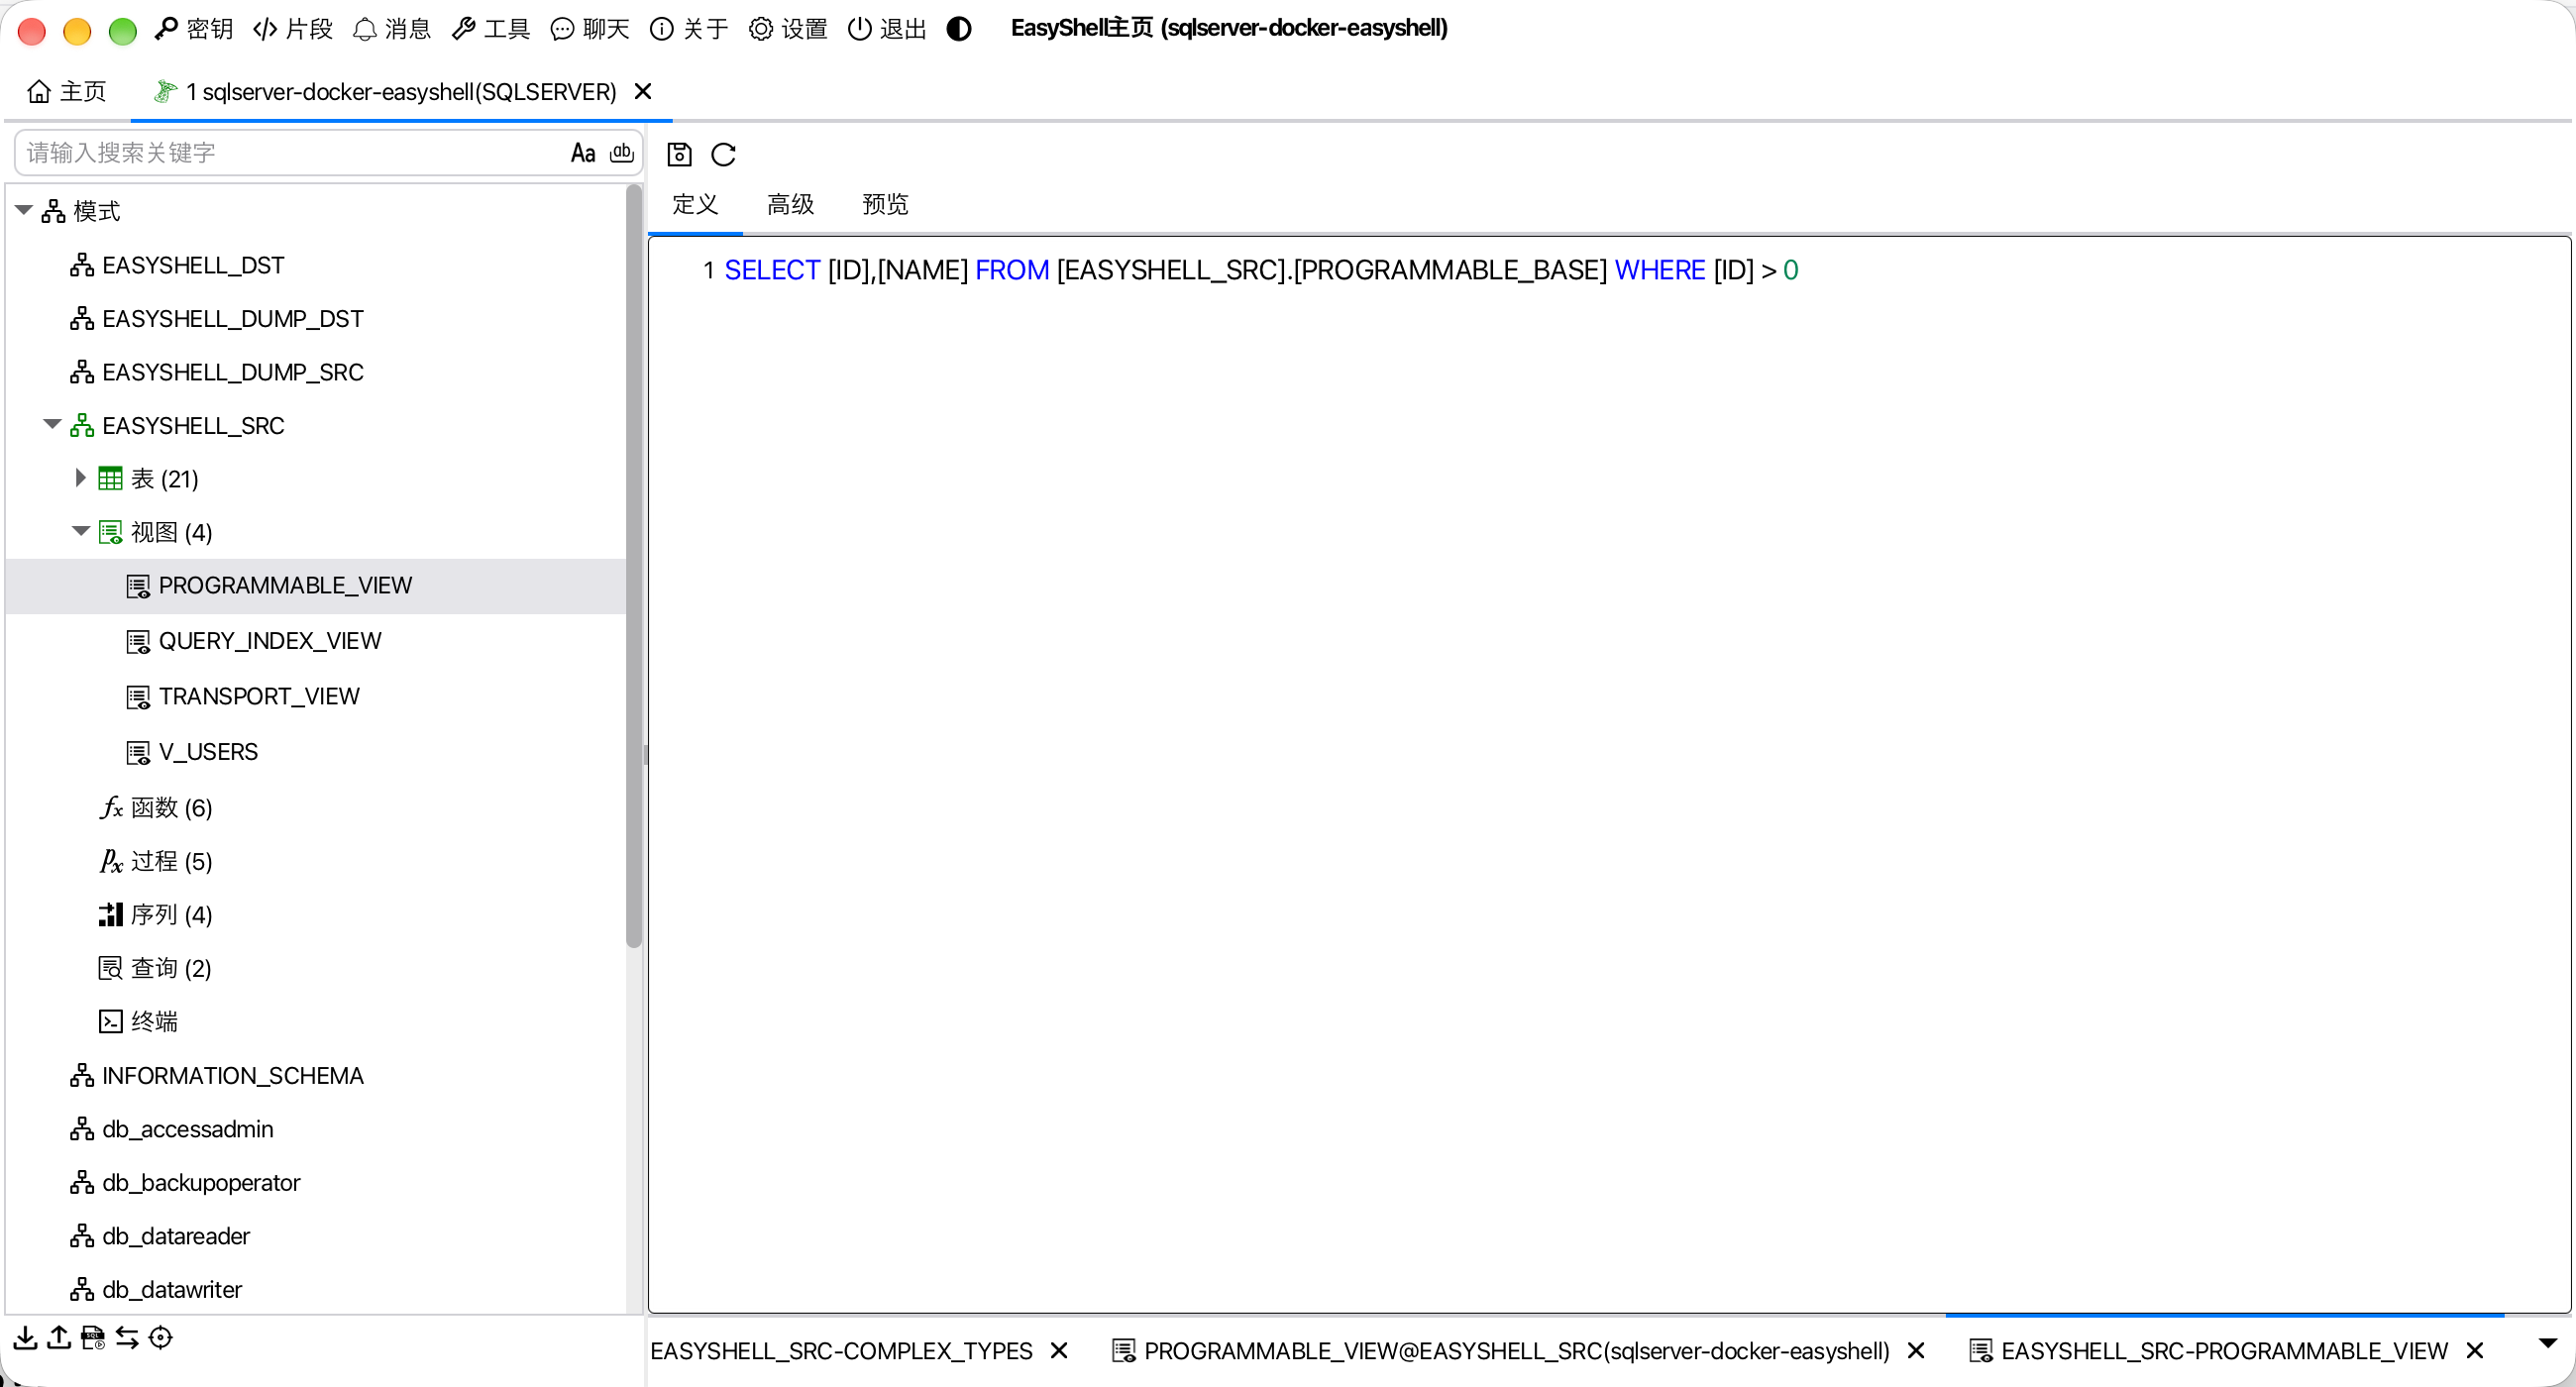 密钥 片段 消息 工具 聊天 关于 设置 退出 EasyShell主页 (sqlserver-docker-easyshell)
主页 1 sqlserver-docker-easyshell(SQLSERVER)
请输入搜索关键字 Aa ab
定义 高级 预览
1 SELECT [ID],[NAME] FROM [EASYSHELL_SRC].[PROGRAMMABLE_BASE] WHERE [ID] > 0
模式
EASYSHELL_DST
EASYSHELL_DUMP_DST
EASYSHELL_DUMP_SRC
EASYSHELL_SRC
表 (21)
视图 (4)
PROGRAMMABLE_VIEW
QUERY_INDEX_VIEW
TRANSPORT_VIEW
V_USERS
函数 (6)
过程 (5)
序列 (4)
查询 (2)
终端
INFORMATION_SCHEMA
db_accessadmin
db_backupoperator
db_datareader
db_datawriter
EASYSHELL_SRC-COMPLEX_TYPES PROGRAMMABLE_VIEW@EASYSHELL_SRC(sqlserver-docker-easyshell) EASYSHELL_SRC-PROGRAMMABLE_VIEW